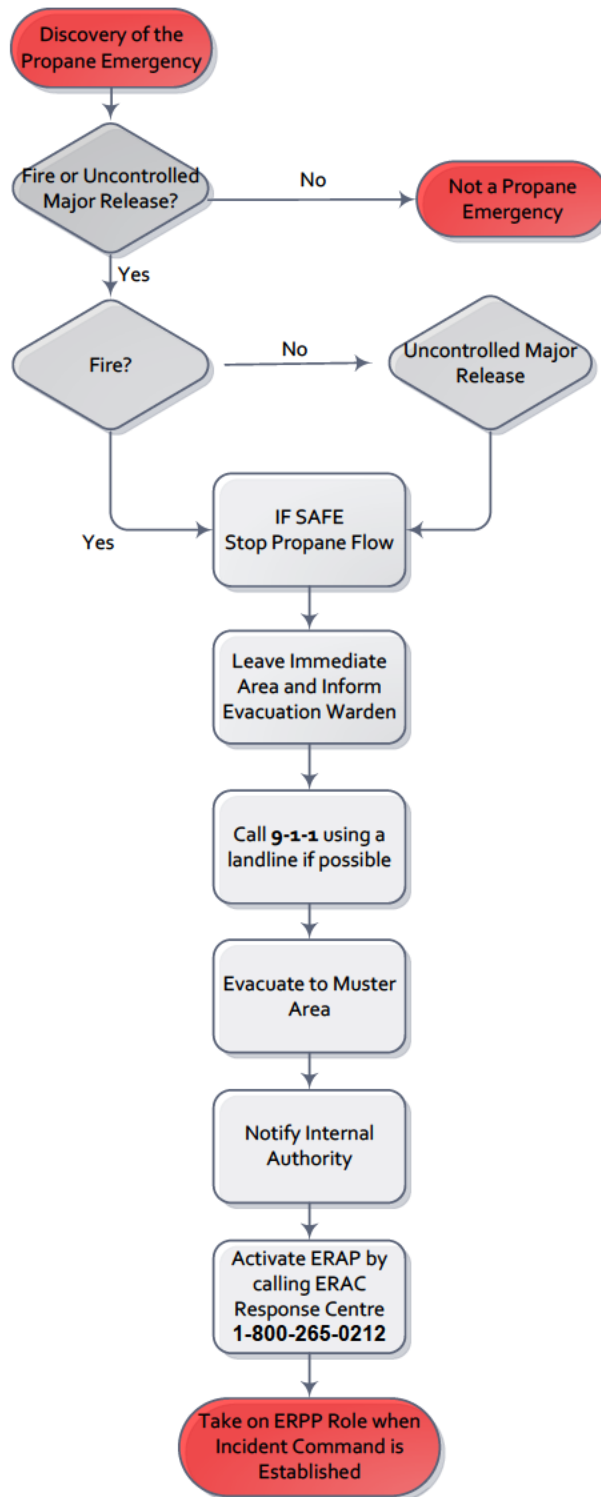 Discovery of the
Propane Emergency
Fire or Uncontrolled
Major Release?
No
Not a Propane
Emergency
Yes
Fire?
No
Uncontrolled Major
Release
Yes
IF SAFE
Stop Propane Flow
Leave Immediate
Area and Inform
Evacuation Warden
Call 9-1-1 using a
landline if possible
Evacuate to Muster
Area
Notify Internal
Authority
Activate ERAP by
calling ERAC
Response Centre
1-800-265-0212
Take on ERPP Role when
Incident Command is
Established